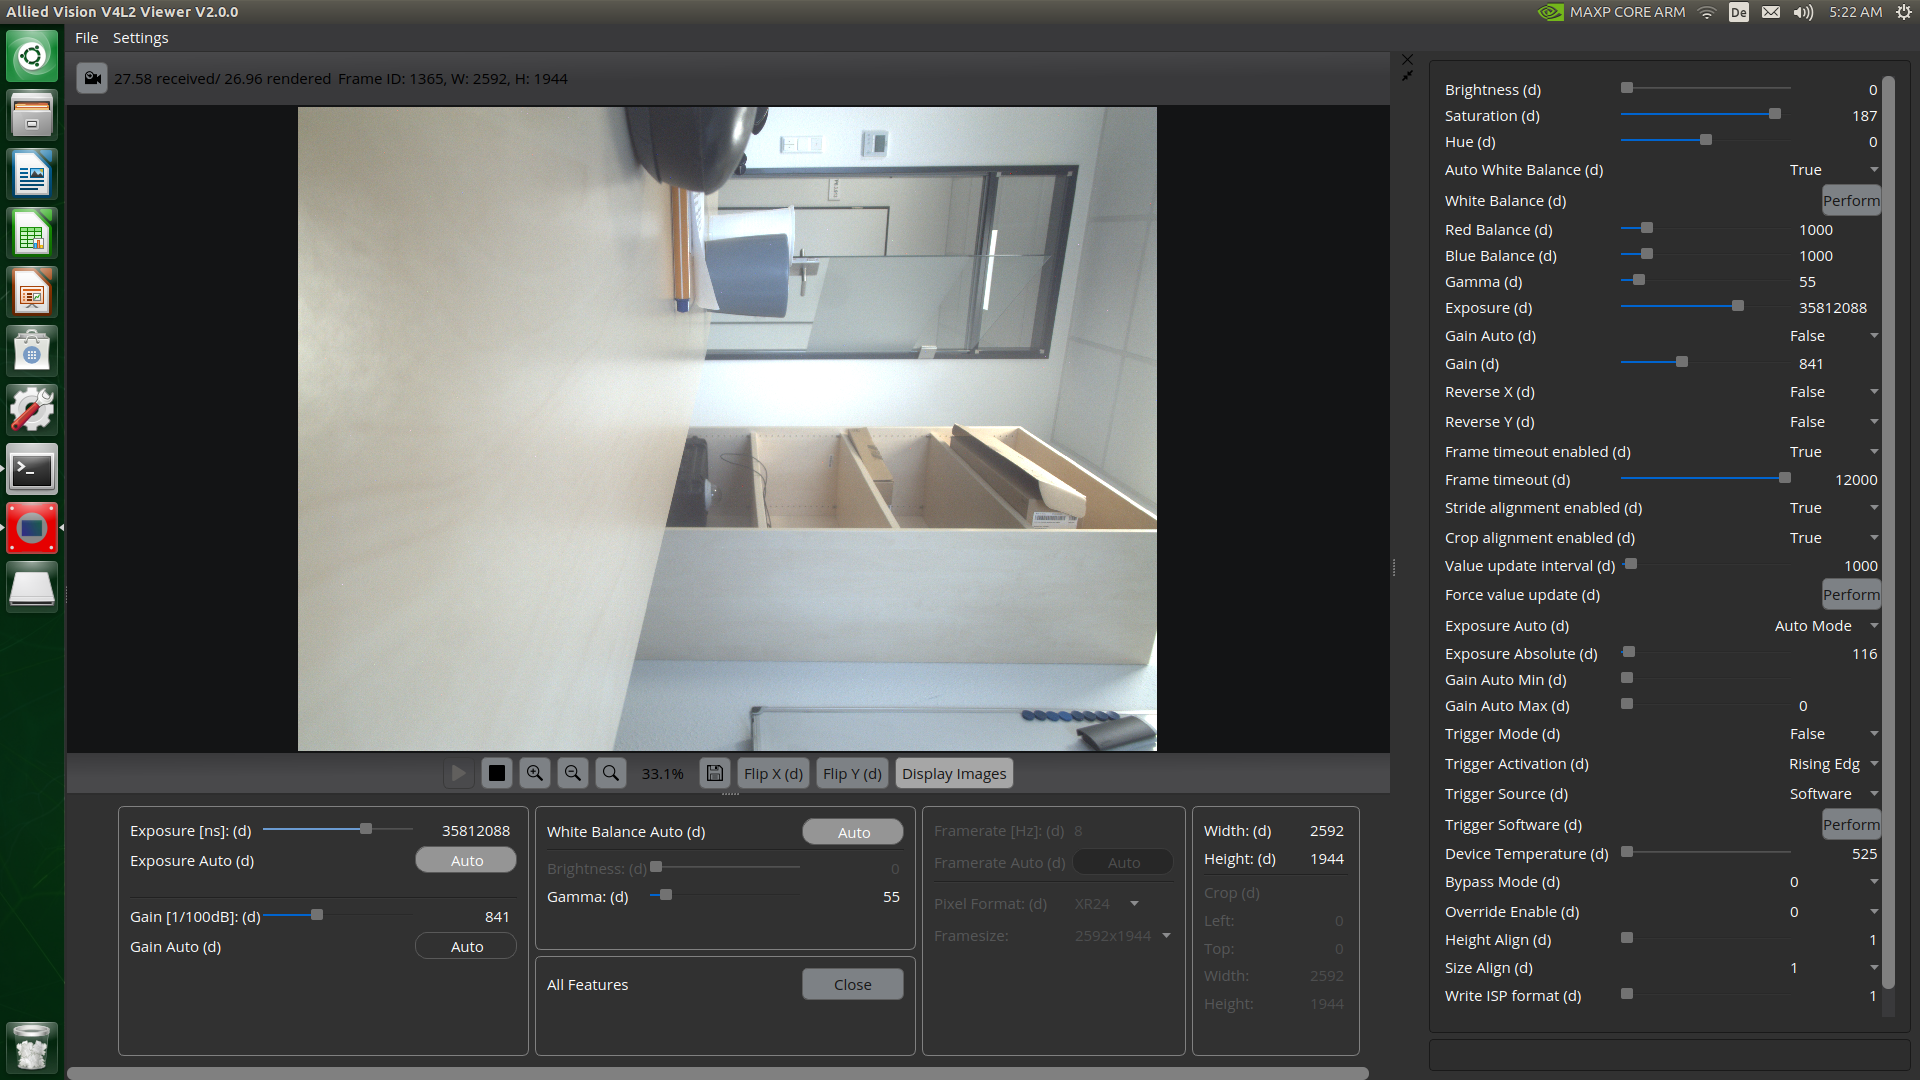 Allied Vision V4L2 Viewer V2.0.0
MAXP CORE ARM De 5:22 AM
File Settings
27.58 received/ 26.96 rendered Frame ID: 1365, W: 2592, H: 1944
33.1% Flip X (d) Flip Y (d) Display Images
Exposure [ns]: (d) 35812088
Exposure Auto (d) Auto
Gain [1/100dB]: (d) 841
Gain Auto (d) Auto
White Balance Auto (d) Auto
Brightness: (d) 0
Gamma: (d) 55
All Features Close
Framerate [Hz]: (d) 8
Framerate Auto (d) Auto
Pixel Format: (d) XR24
Framesize: 2592x1944
Width: (d) 2592
Height: (d) 1944
Crop (d)
Left: 0
Top: 0
Width: 2592
Height: 1944
Brightness (d) 0
Saturation (d) 187
Hue (d) 0
Auto White Balance (d) True
White Balance (d) Perform
Red Balance (d) 1000
Blue Balance (d) 1000
Gamma (d) 55
Exposure (d) 35812088
Gain Auto (d) False
Gain (d) 841
Reverse X (d) False
Reverse Y (d) False
Frame timeout enabled (d) True
Frame timeout (d) 12000
Stride alignment enabled (d) True
Crop alignment enabled (d) True
Value update interval (d) 1000
Force value update (d) Perform
Exposure Auto (d) Auto Mode
Exposure Absolute (d) 116
Gain Auto Min (d)
Gain Auto Max (d) 0
Trigger Mode (d) False
Trigger Activation (d) Rising Edg
Trigger Source (d) Software
Trigger Software (d) Perform
Device Temperature (d) 525
Bypass Mode (d) 0
Override Enable (d) 0
Height Align (d) 1
Size Align (d) 1
Write ISP format (d) 1